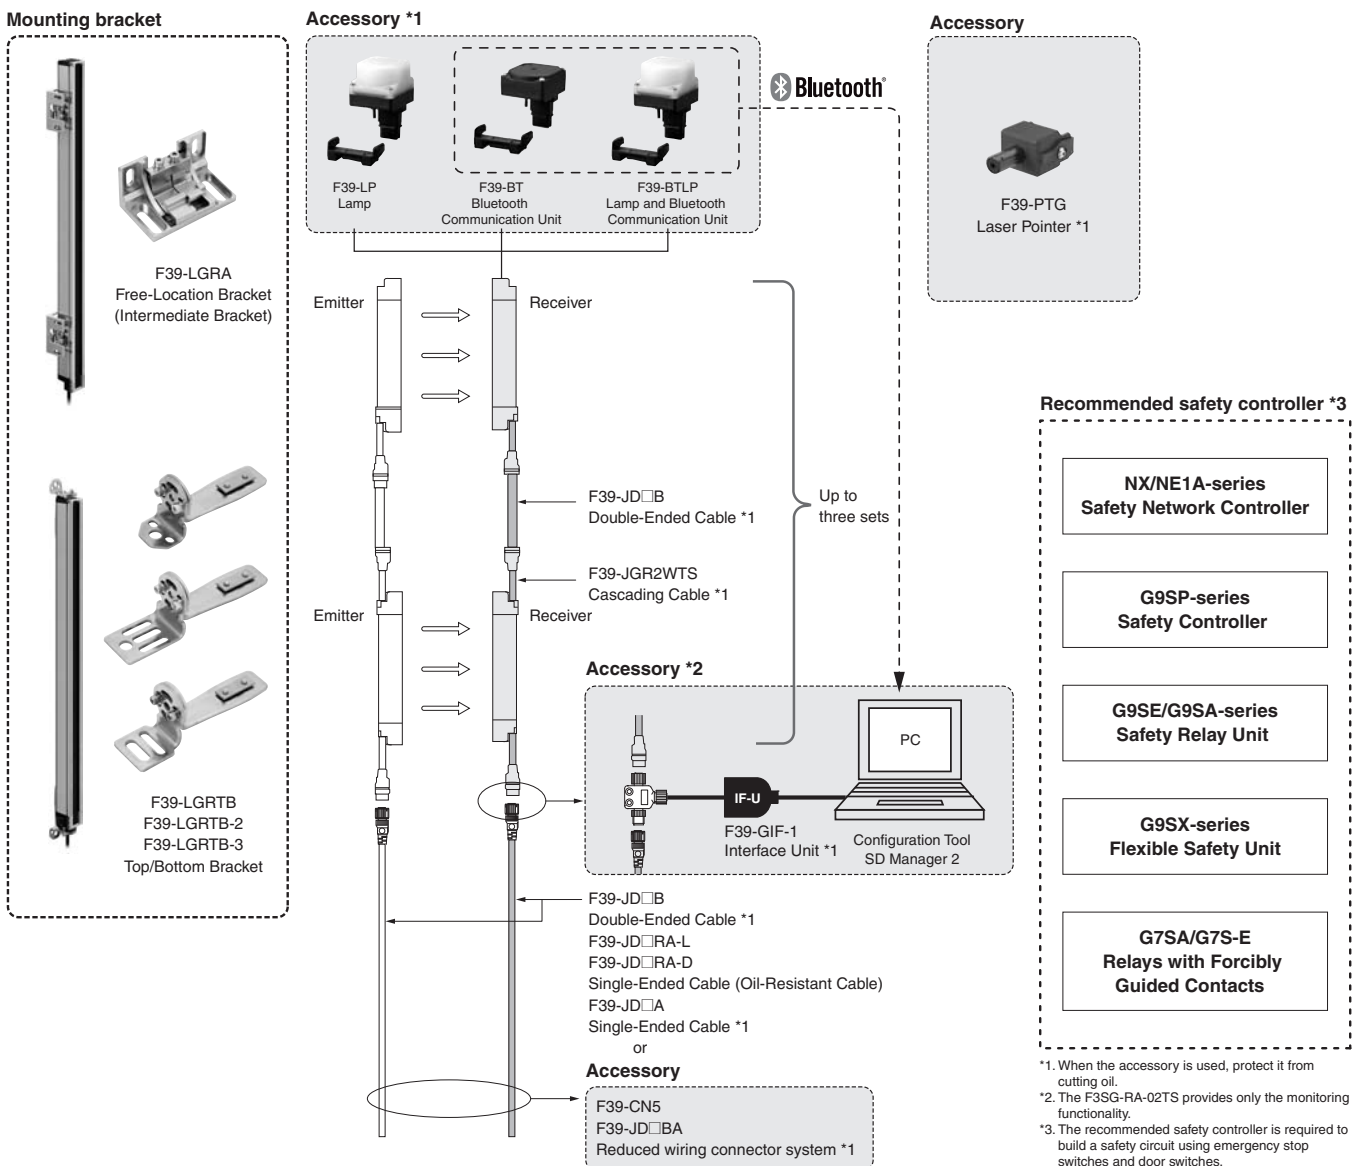 Mounting bracket
F39-LGRA
Free-Location Bracket
(Intermediate Bracket)
F39-LGRTB
F39-LGRTB-2
F39-LGRTB-3
Top/Bottom Bracket
Accessory *1
F39-LP
Lamp
F39-BT
Bluetooth
Communication Unit
F39-BTLP
Lamp and Bluetooth
Communication Unit
Bluetooth®
Accessory
F39-PTG
Laser Pointer *1
Emitter
Receiver
F39-JD□B
Double-Ended Cable *1
Up to
three sets
F39-JGR2WTS
Cascading Cable *1
Emitter
Receiver
Accessory *2
PC
IF-U
F39-GIF-1
Interface Unit *1
Configuration Tool
SD Manager 2
F39-JD□B
Double-Ended Cable *1
F39-JD□RA-L
F39-JD□RA-D
Single-Ended Cable (Oil-Resistant Cable)
F39-JD□A
Single-Ended Cable *1
or
Accessory
F39-CN5
F39-JD□BA
Reduced wiring connector system *1
Recommended safety controller *3
NX/NE1A-series
Safety Network Controller
G9SP-series
Safety Controller
G9SE/G9SA-series
Safety Relay Unit
G9SX-series
Flexible Safety Unit
G7SA/G7S-E
Relays with Forcibly
Guided Contacts
*1. When the accessory is used, protect it from
cutting oil.
*2. The F3SG-RA-02TS provides only the monitoring
functionality.
*3. The recommended safety controller is required to
build a safety circuit using emergency stop
switches and door switches.